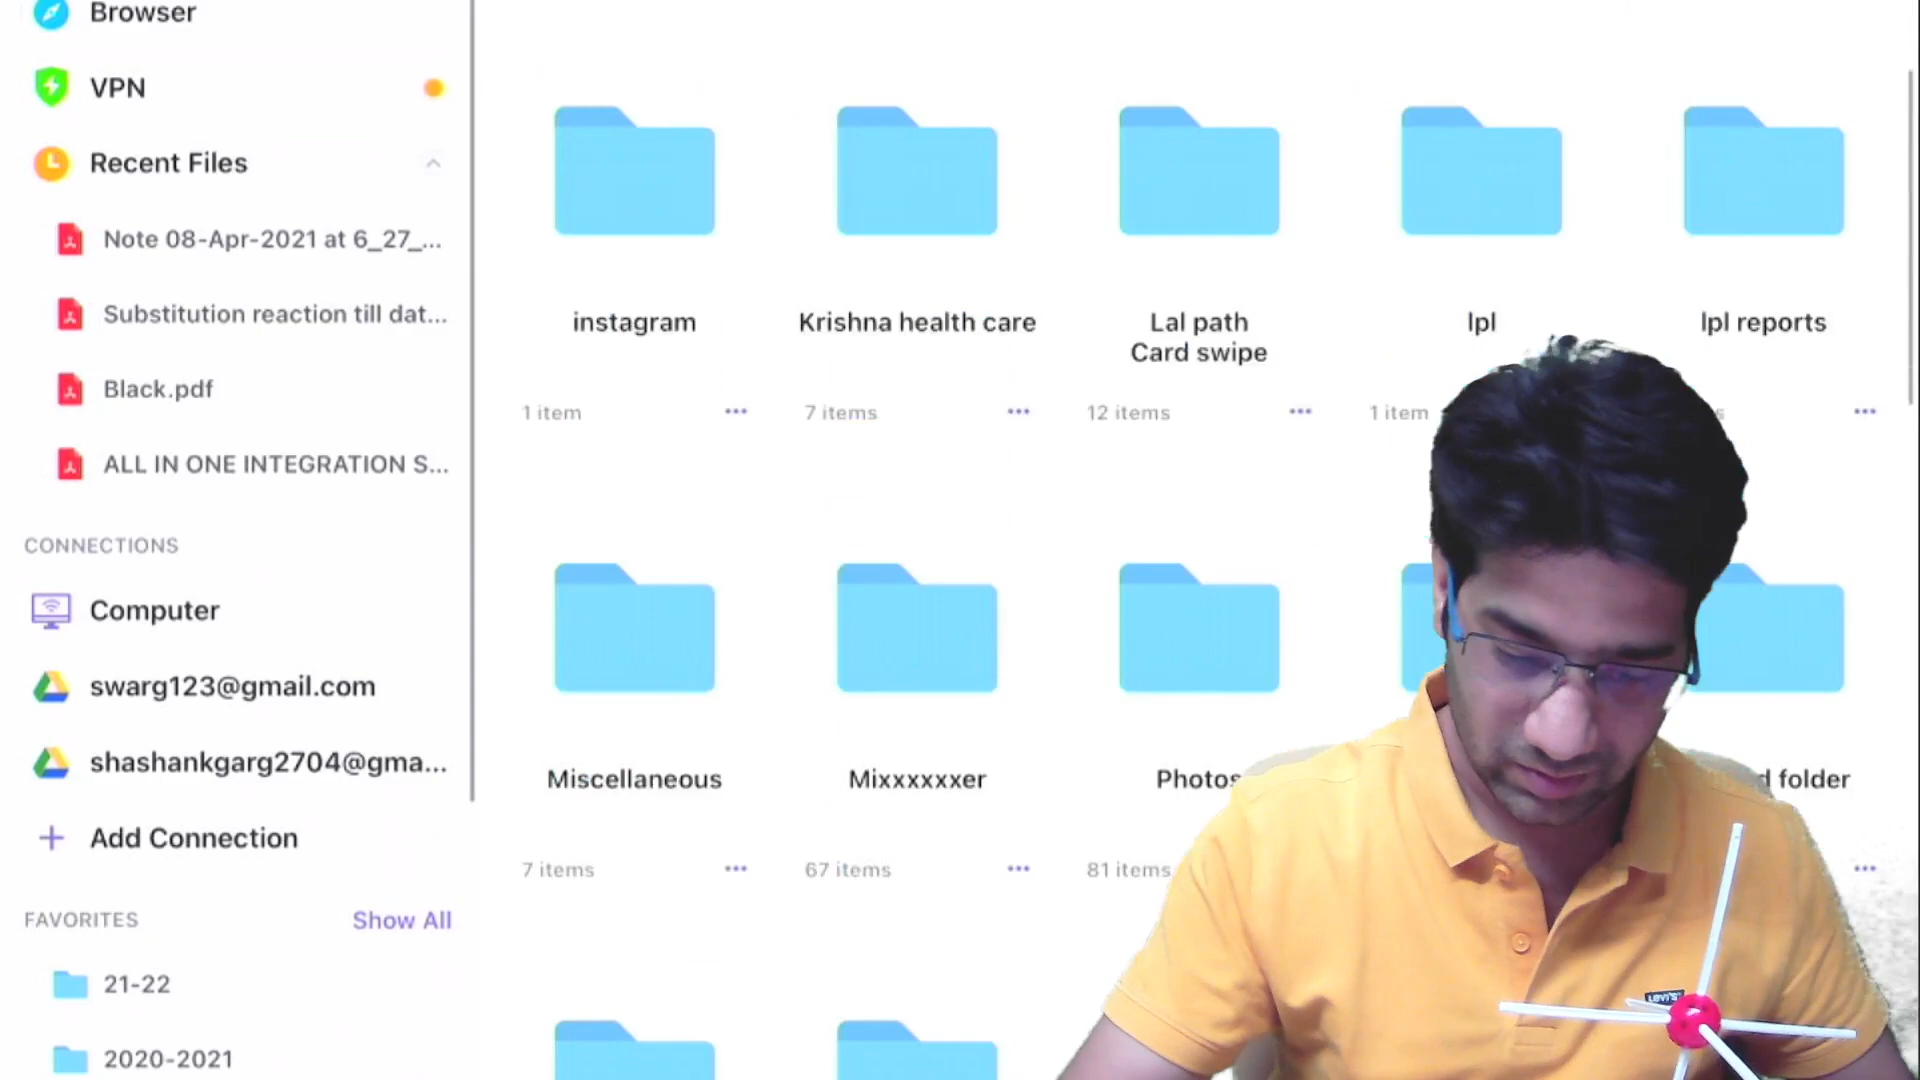 Browser
VPN
Recent Files
Note 08-Apr-2021 at 6_27_...
Substitution reaction till dat...
Black.pdf
ALL IN ONE INTEGRATION S...
CONNECTIONS
Computer
swarg123@gmail.com
shashankgarg2704@gma...
Add Connection
FAVORITES
Show All
21-22
2020-2021
instagram
Krishna health care
Lal path
Card swipe
lpl
lpl reports
1 item
7 items
12 items
1 item
Miscellaneous
Mixxxxxxer
Photos
folder
7 items
67 items
81 items
Levi's